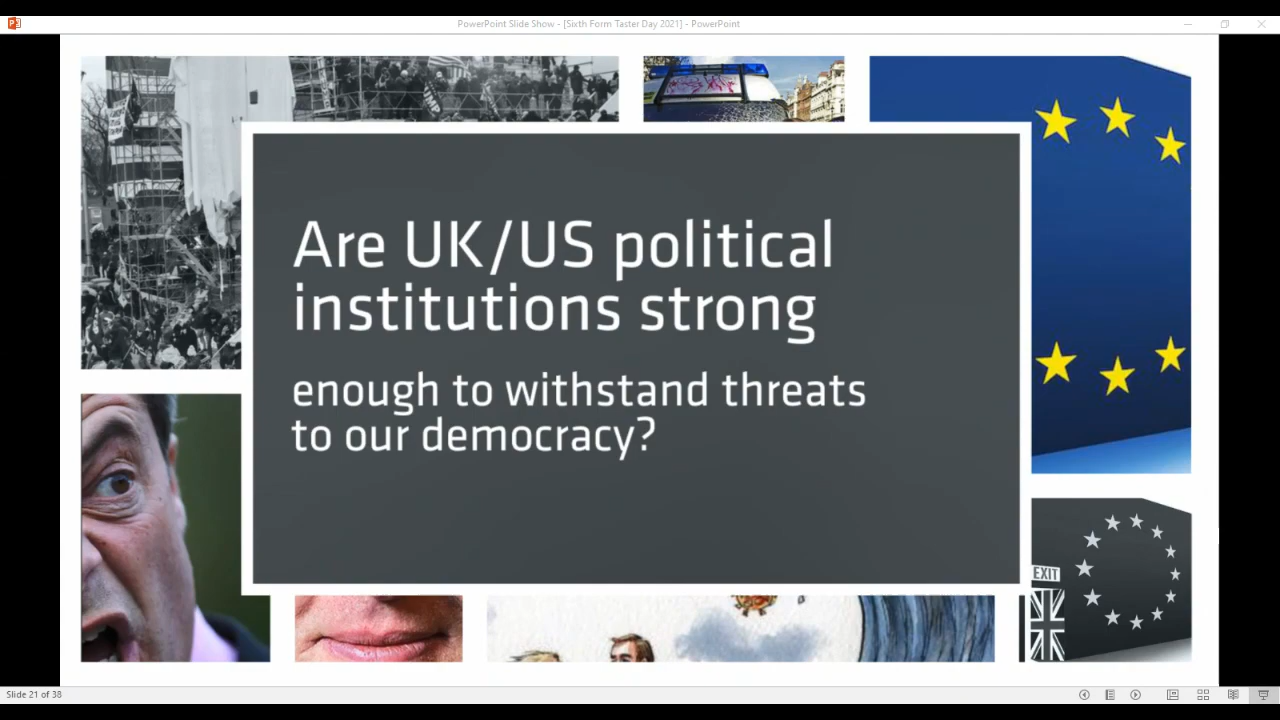 PowerPoint Slide Show - [Sixth Form Taster Day 2021] - PowerPoint
Are UK/US political
institutions strong
enough to withstand threats
to our democracy?
EXIT
Slide 21 of 38